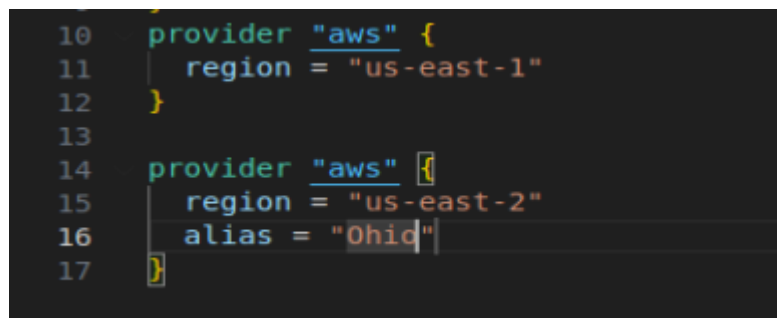 10 provider "aws" {
11 region = "us-east-1"
12 }
13
14 provider "aws" {
15 region = "us-east-2"
16 alias = "Ohio"
17 }